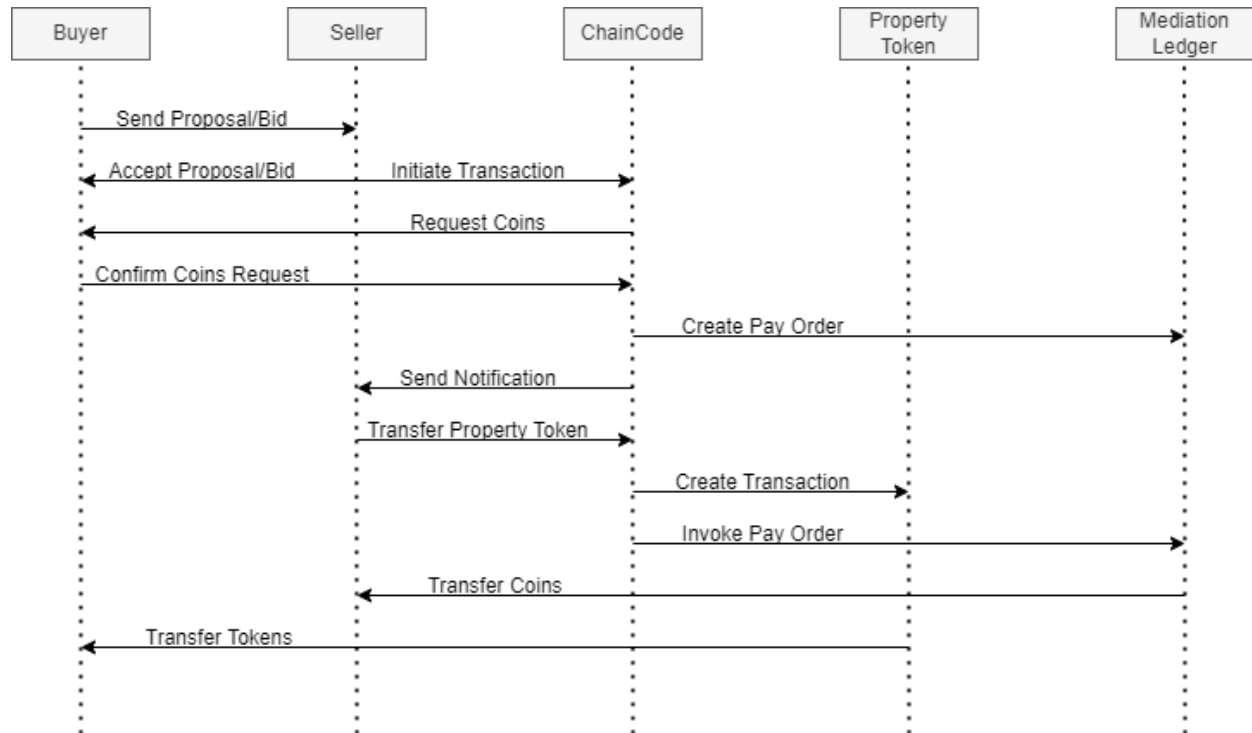 Buyer
Seller
ChainCode
Property
Token
Mediation
Ledger
Send Proposal/Bid
Accept Proposal/Bid
Initiate Transaction
Request Coins
Confirm Coins Request
Create Pay Order
Send Notification
Transfer Property Token
Create Transaction
Invoke Pay Order
Transfer Coins
Transfer Tokens